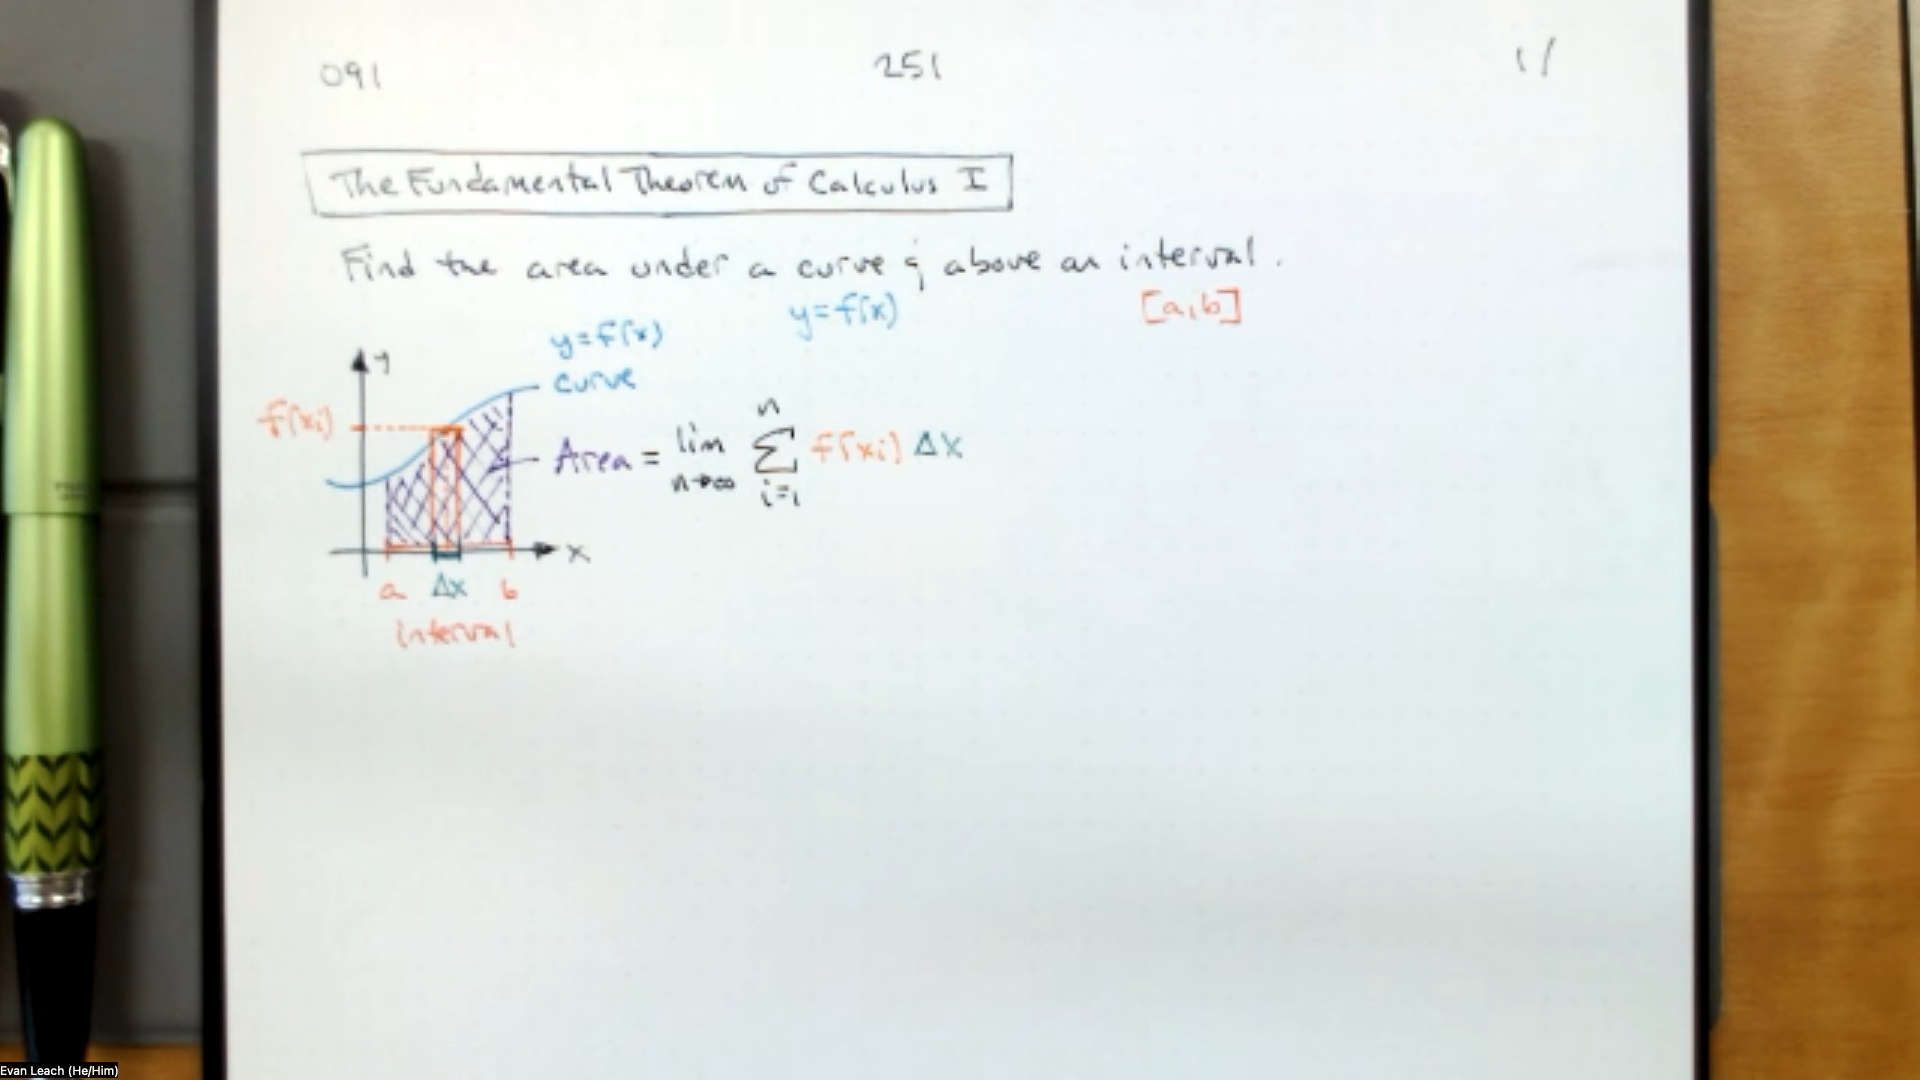 091 251 1/
The Fundamental Theorem of Calculus I
Find the area under a curve & above an interval.
y=f(x) [a,b]
y=f(x)
curve
y
f(xi)
Area = lim n→∞ n Σ i=1 f(xi) Δx
x
a Δx b
interval
Evan Leach (He/Him)